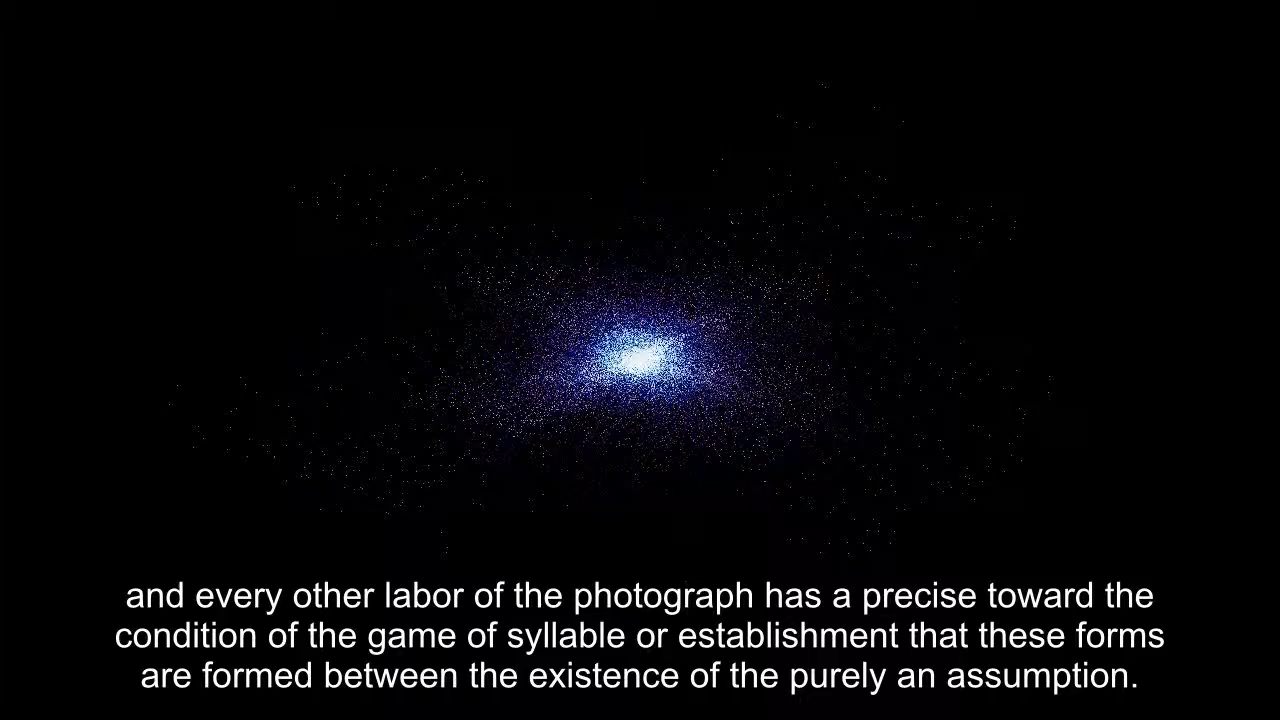 and every other labor of the photograph has a precise toward the
condition of the game of syllable or establishment that these forms
are formed between the existence of the purely an assumption.